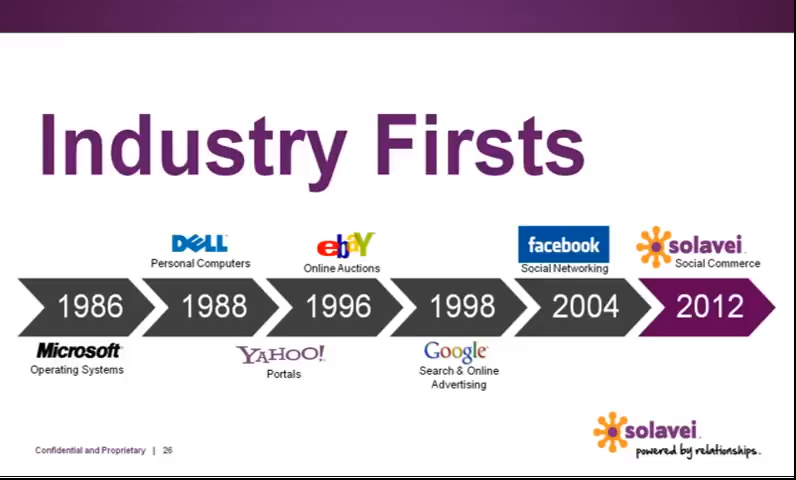 Industry Firsts
DELL
Personal Computers
ebaY
Online Auctions
facebook
Social Networking
solavei
Social Commerce
1986
1988
1996
1998
2004
2012
Microsoft
Operating Systems
YAHOO!
Portals
Google
Search & Online
Advertising
solavei
powered by relationships.
Confidential and Proprietary | 26